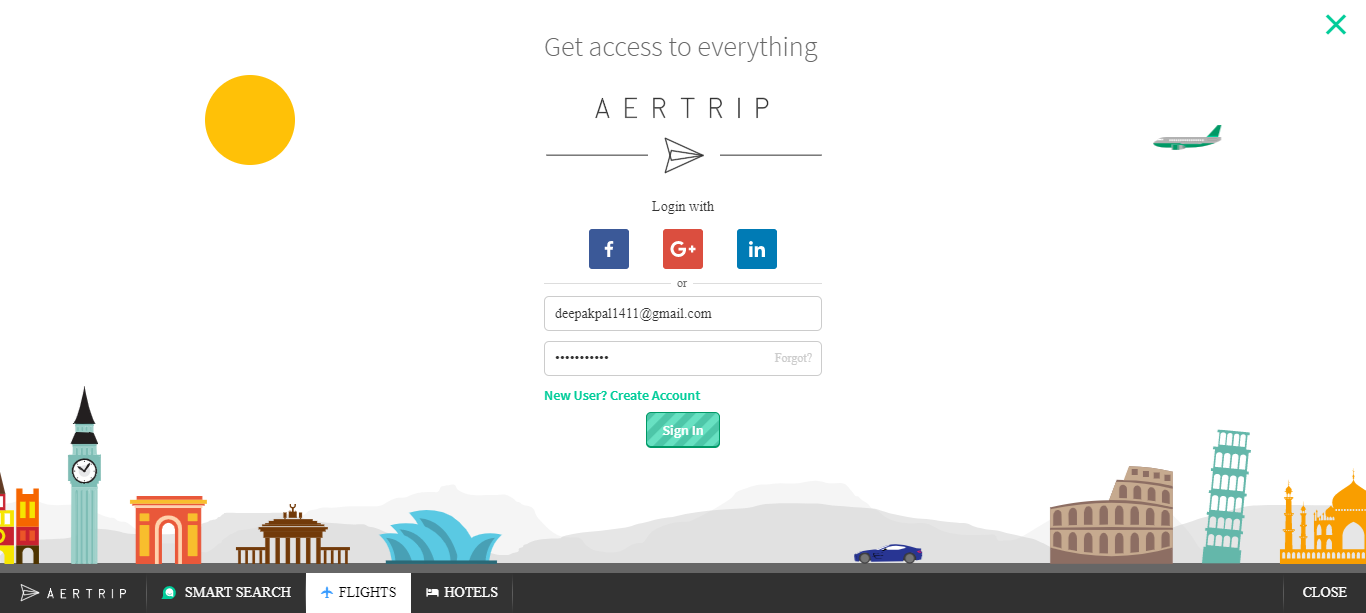 Get access to everything
AERTRIP
Login with
f
G+
in
or
deepakpal1411@gmail.com
••••••••••• Forgot?
New User? Create Account
Sign In
AERTRIP SMART SEARCH FLIGHTS HOTELS CLOSE